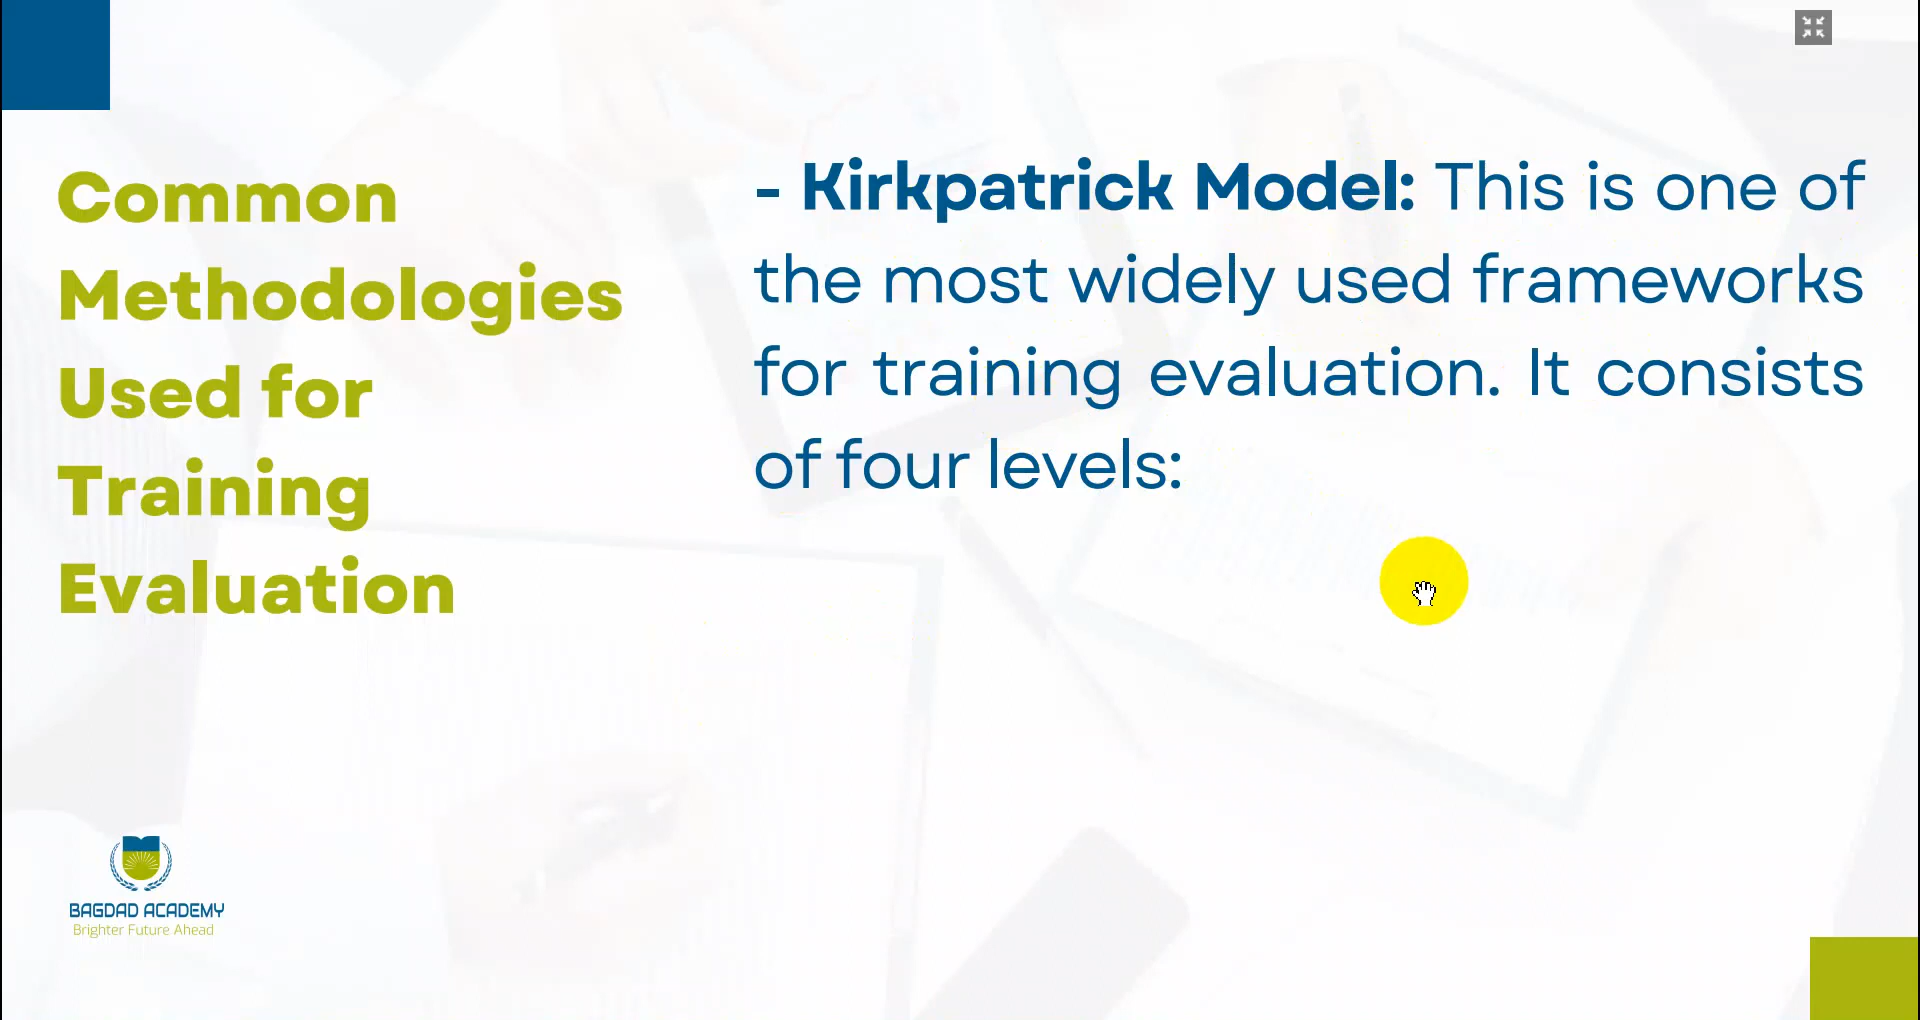 Common
Methodologies
Used for
Training
Evaluation
- Kirkpatrick Model: This is one of
the most widely used frameworks
for training evaluation. It consists
of four levels:
BAGDAD ACADEMY
Brighter Future Ahead